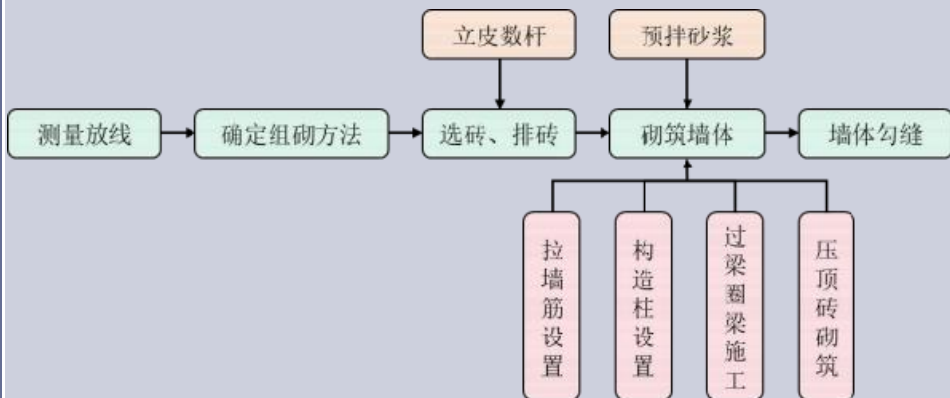 立皮数杆
预拌砂浆
测量放线
确定组砌方法
选砖、排砖
砌筑墙体
墙体勾缝
拉墙筋设置
构造柱设置
过梁圈梁施工
压顶砖砌筑